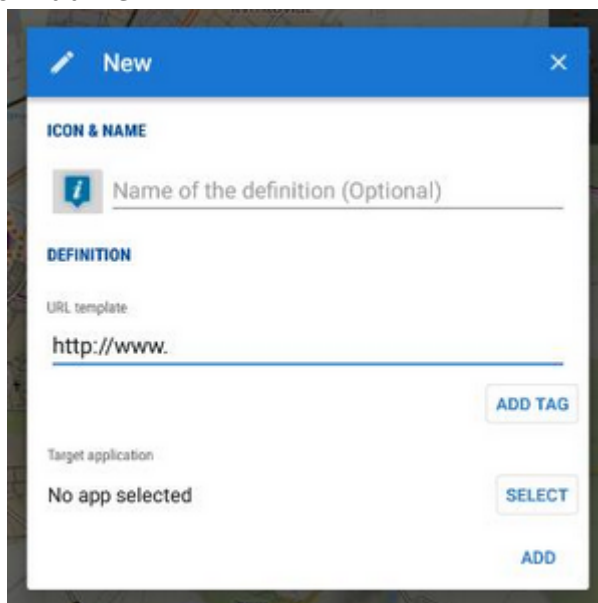 New
ICON & NAME
Name of the definition (Optional)
DEFINITION
URL template
http://www.
ADD TAG
Target application
No app selected
SELECT
ADD